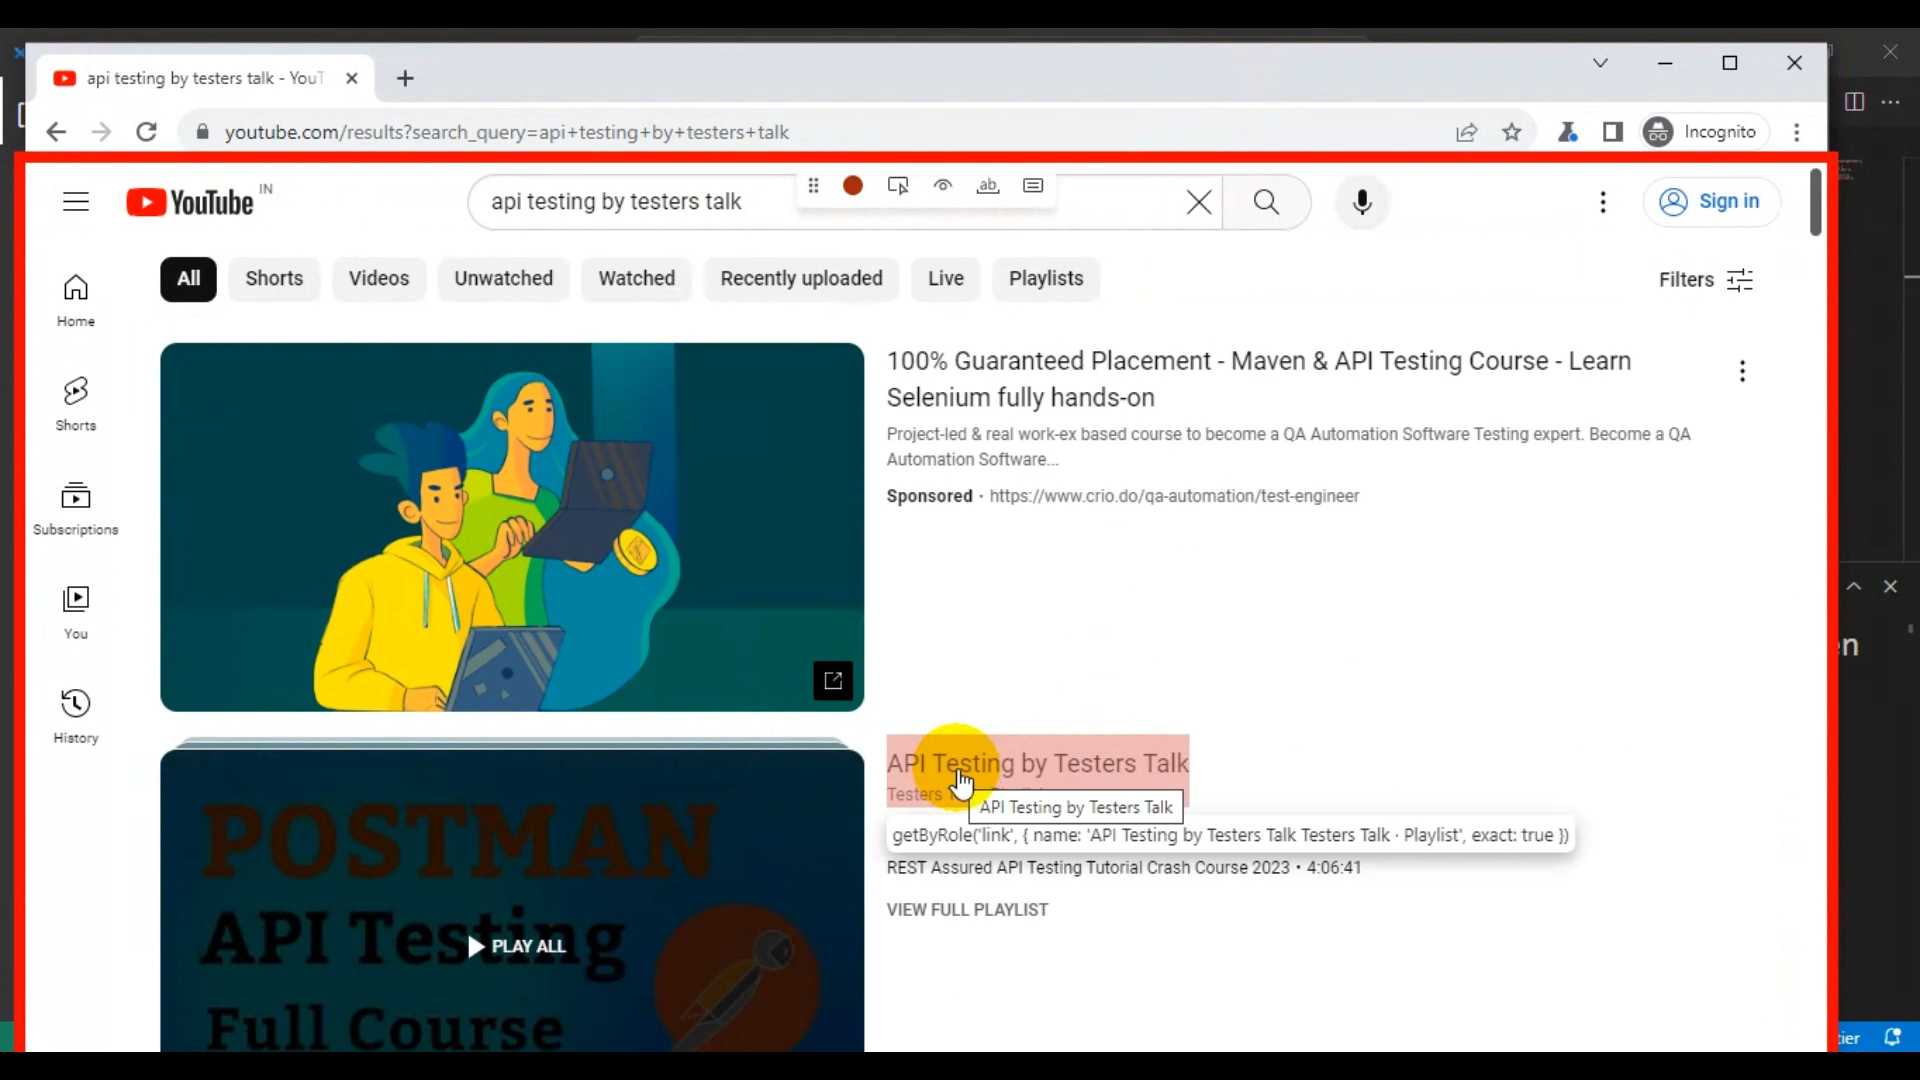 api testing by testers talk - YouT
youtube.com/results?search_query=api+testing+by+testers+talk
Incognito
YouTube IN
api testing by testers talk
ab
Sign in
All
Shorts
Videos
Unwatched
Watched
Recently uploaded
Live
Playlists
Filters
Home
Shorts
Subscriptions
You
History
100% Guaranteed Placement - Maven & API Testing Course - Learn
Selenium fully hands-on
Project-led & real work-ex based course to become a QA Automation Software Testing expert. Become a QA
Automation Software...
Sponsored · https://www.crio.do/qa-automation/test-engineer
API Testing by Testers Talk
Testers
API Testing by Testers Talk
getByRole('link', { name: 'API Testing by Testers Talk Testers Talk · Playlist', exact: true })
REST Assured API Testing Tutorial Crash Course 2023 • 4:06:41
VIEW FULL PLAYLIST
POSTMAN
API Testing
PLAY ALL
Full Course
en
tier